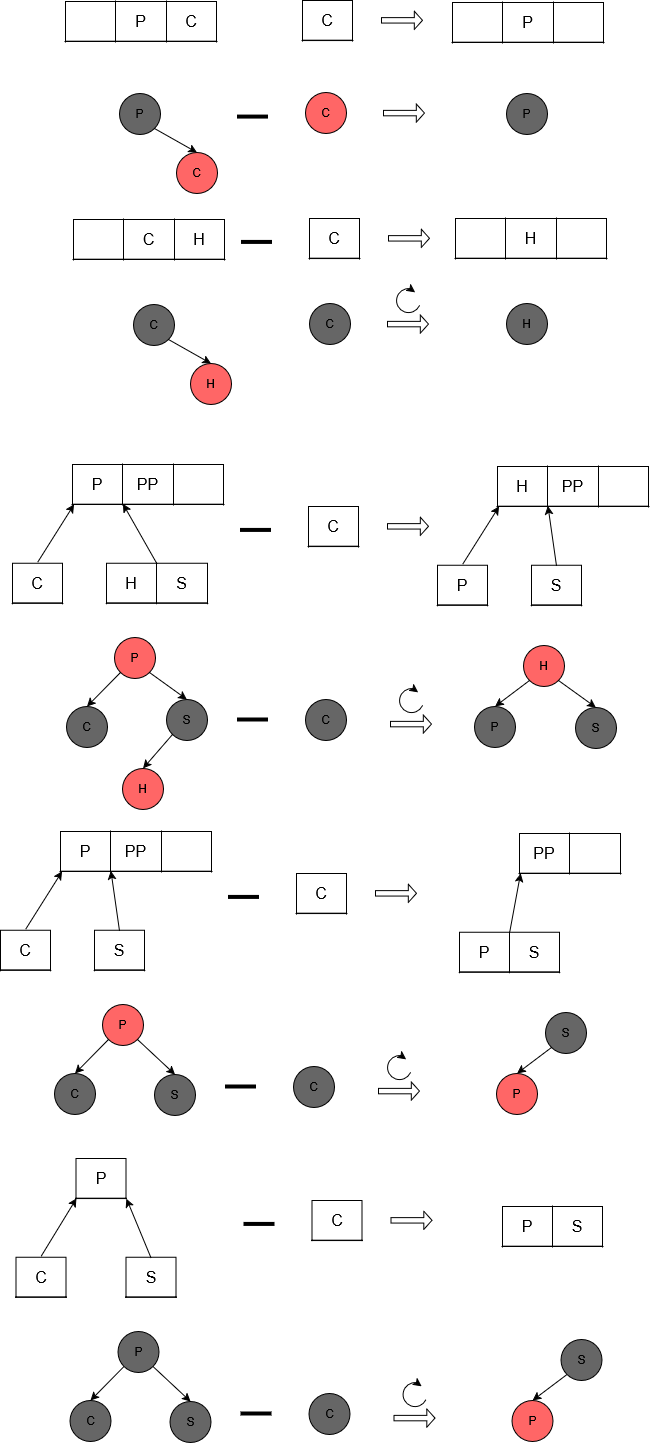 P C C P
P C P
C
C H C H
C C H
H
P PP H PP
C
C H S P S
P H
C S C P S
H
P PP PP
C
C S P S
P S
C S C P
P
C P S
C S
P S
C S C P